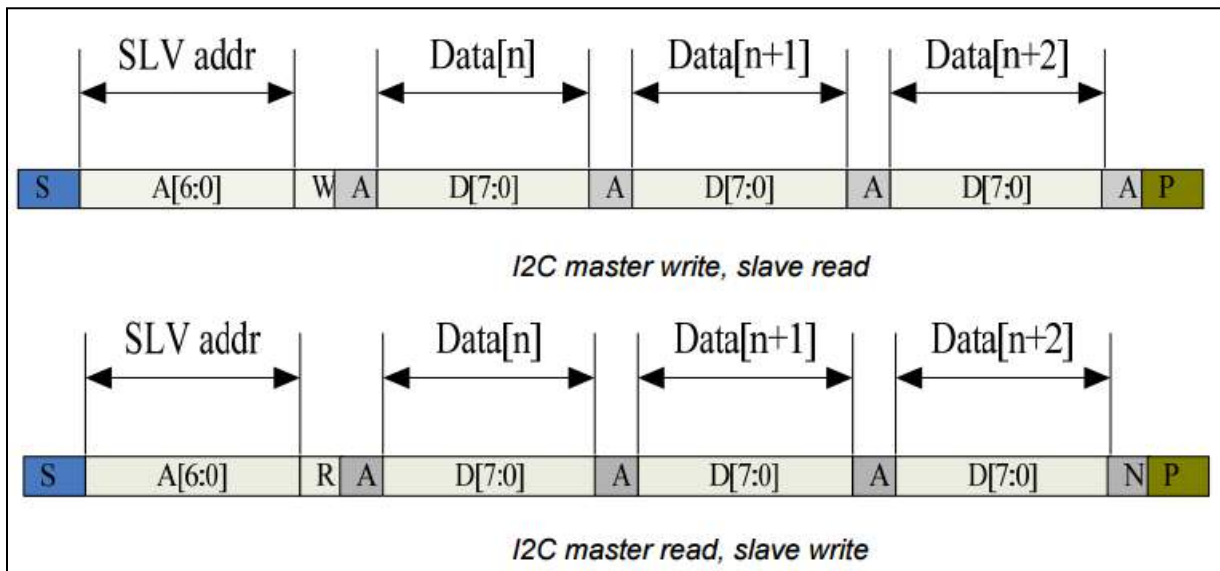 SLV addr Data[n] Data[n+1] Data[n+2]
S A[6:0] W A D[7:0] A D[7:0] A D[7:0] A P
I2C master write, slave read
SLV addr Data[n] Data[n+1] Data[n+2]
S A[6:0] R A D[7:0] A D[7:0] A D[7:0] N P
I2C master read, slave write